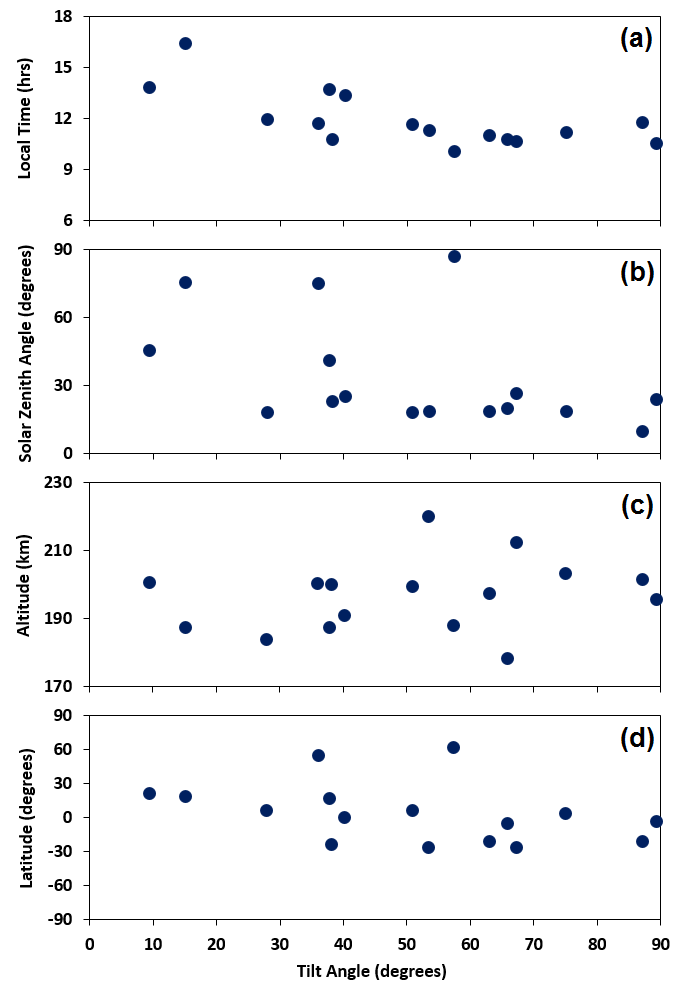 18
(a)
15
12
9
6
Local Time (hrs)
90
(b)
60
30
0
Solar Zenith Angle (degrees)
230
(c)
210
190
170
Altitude (km)
90
(d)
60
30
0
-30
-60
-90
Latitude (degrees)
0 10 20 30 40 50 60 70 80 90
Tilt Angle (degrees)